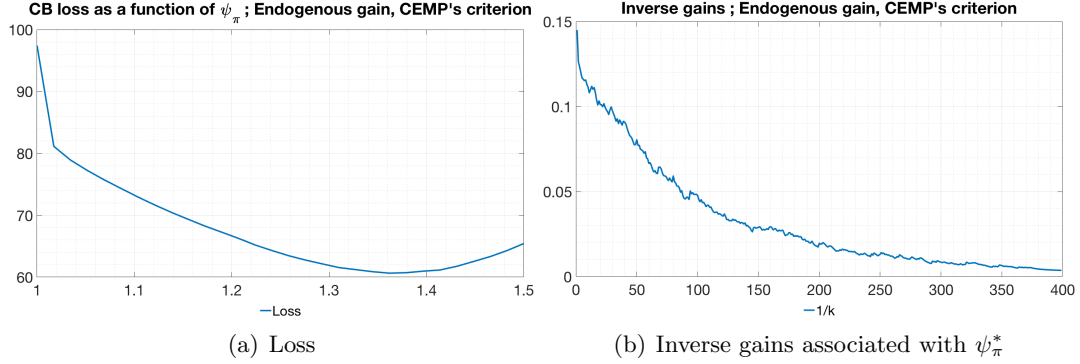 CB loss as a function of ψ_π ; Endogenous gain, CEMP's criterion
100
90
80
70
60
1 1.1 1.2 1.3 1.4 1.5
Loss
(a) Loss
Inverse gains ; Endogenous gain, CEMP's criterion
0.15
0.1
0.05
0
0 50 100 150 200 250 300 350 400
1/k
(b) Inverse gains associated with ψ*_π